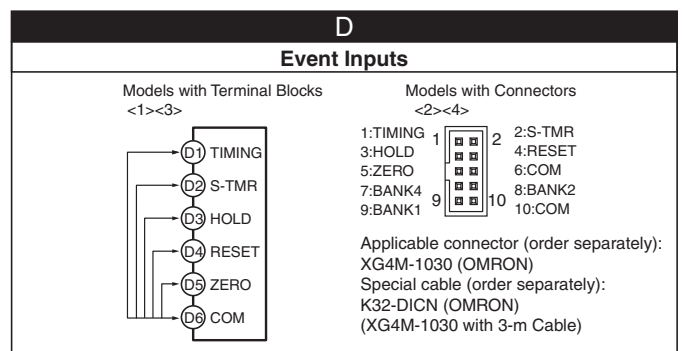 D
Event Inputs
Models with Terminal Blocks
<1><3>
D1 TIMING
D2 S-TMR
D3 HOLD
D4 RESET
D5 ZERO
D6 COM
Models with Connectors
<2><4>
1:TIMING 1 2 2:S-TMR
3:HOLD 4:RESET
5:ZERO 6:COM
7:BANK4 8:BANK2
9:BANK1 9 10 10:COM
Applicable connector (order separately):
XG4M-1030 (OMRON)
Special cable (order separately):
K32-DICN (OMRON)
(XG4M-1030 with 3-m Cable)